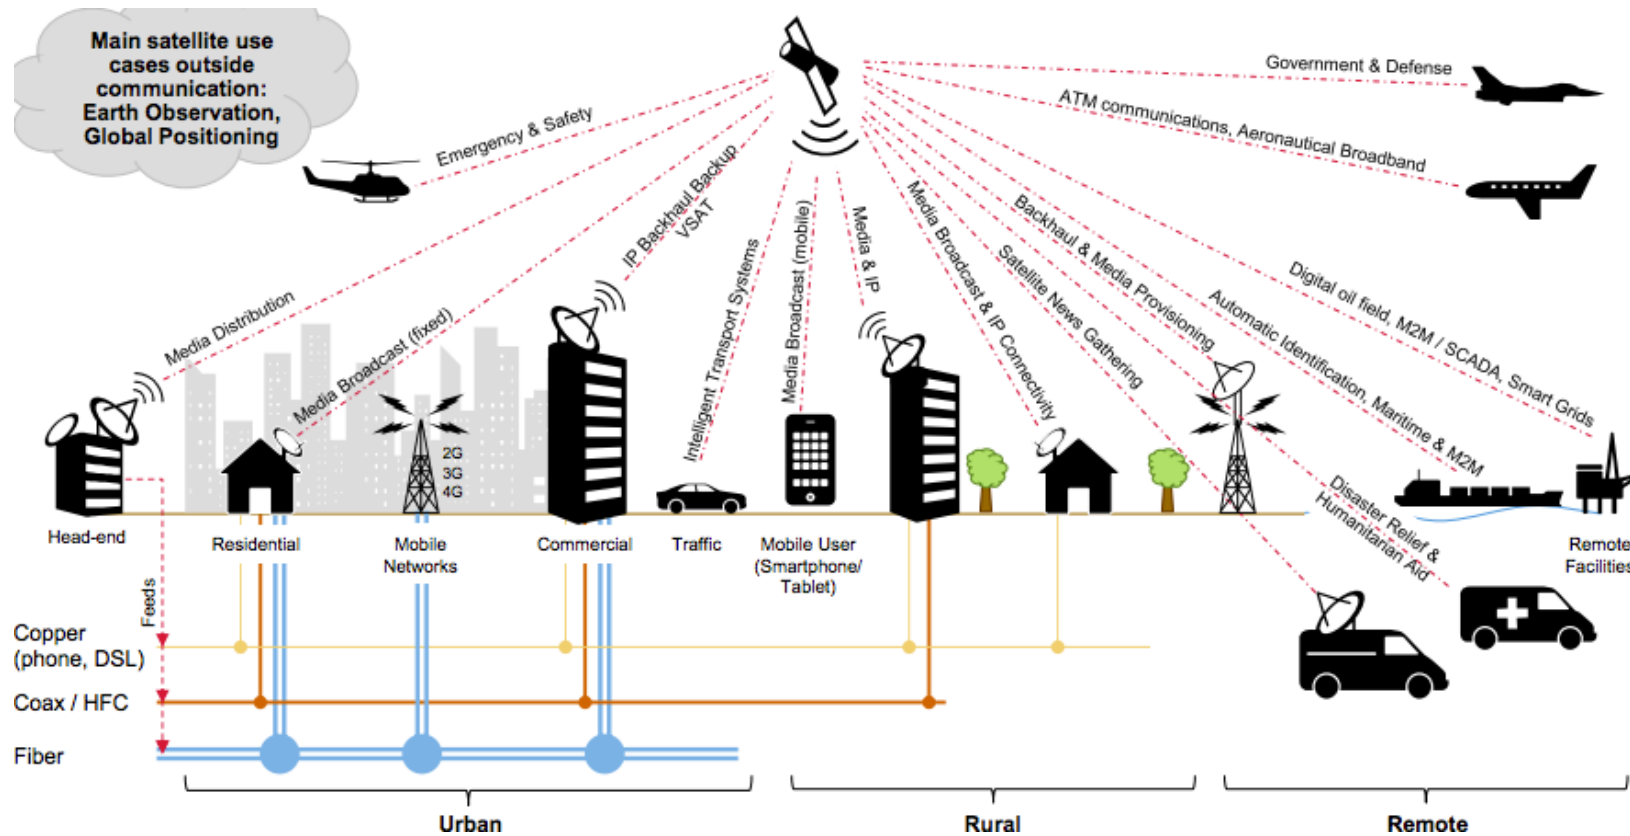 Main satellite use
cases outside
communication:
Earth Observation,
Global Positioning
Government & Defense
ATM communications, Aeronautical Broadband
Emergency & Safety
IP Backhaul Backup
VSAT
Media Distribution
Media Broadcast (fixed)
Intelligent Transport Systems
Media Broadcast (mobile)
Media & IP
Media Broadcast & IP Connectivity
Satellite News Gathering
Backhaul & Media Provisioning
Automatic Identification, Maritime & M2M
Digital oil field, M2M / SCADA, Smart Grids
Disaster Relief &
Humanitarian Aid
2G
3G
4G
Head-end
Residential
Mobile
Networks
Commercial
Traffic
Mobile User
(Smartphone/
Tablet)
Remote
Facilities
Feeds
Copper
(phone, DSL)
Coax / HFC
Fiber
Urban
Rural
Remote